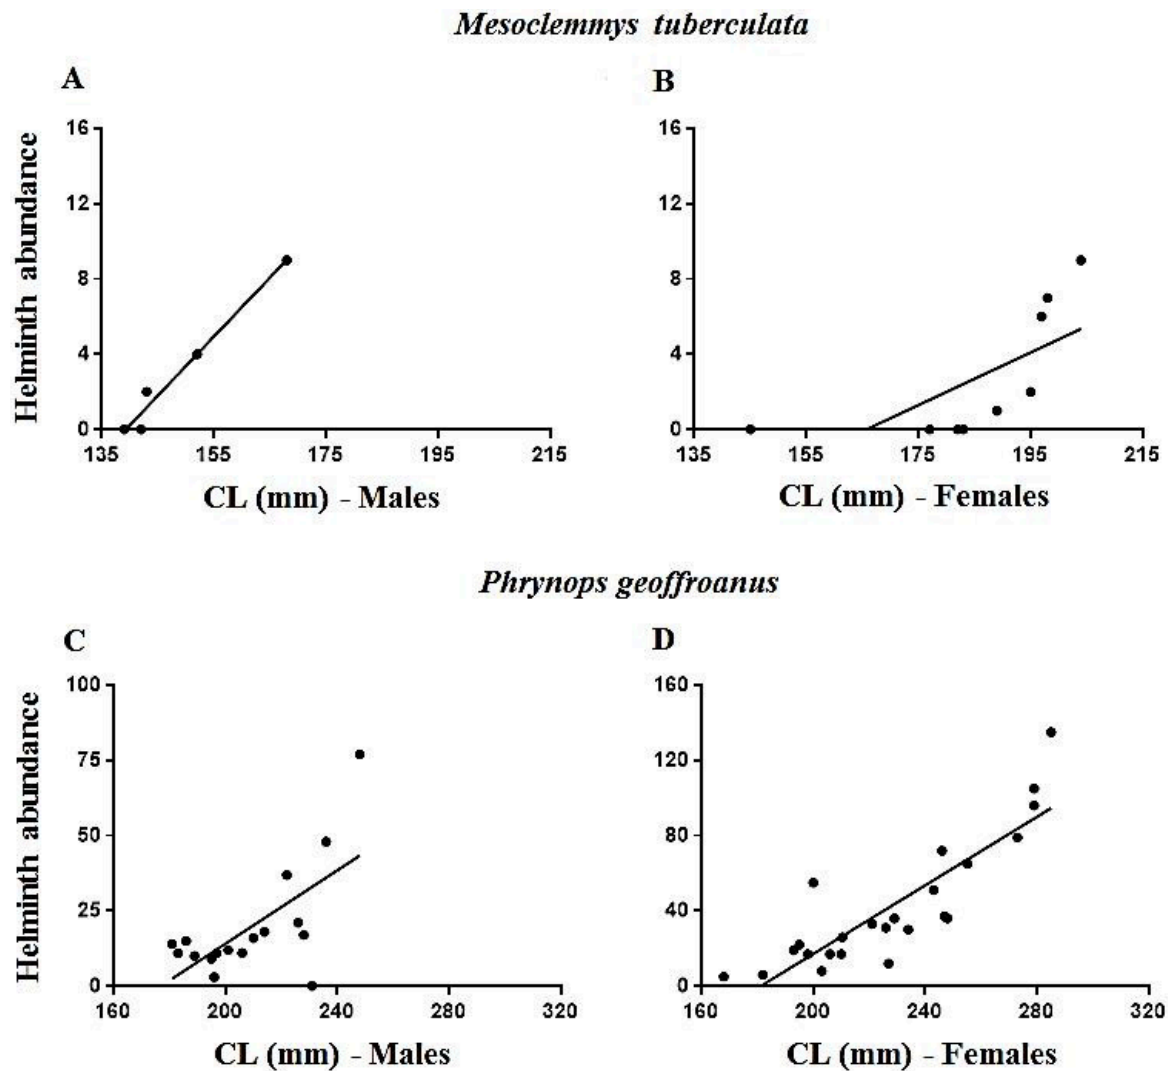 Mesoclemmys tuberculata
A
B
Helminth abundance
16
12
8
4
0
135 155 175 195 215
CL (mm) - Males
16
12
8
4
0
135 155 175 195 215
CL (mm) - Females
Phrynops geoffroanus
C
D
Helminth abundance
100
75
50
25
0
160 200 240 280 320
CL (mm) - Males
160
120
80
40
0
160 200 240 280 320
CL (mm) - Females